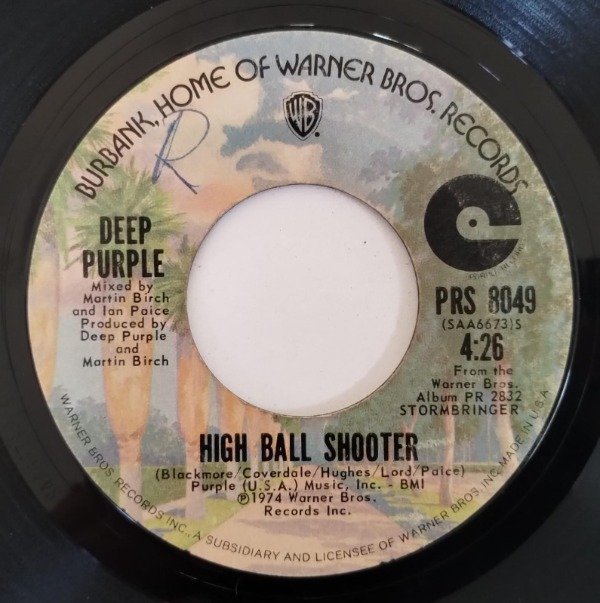 BURBANK, HOME OF WARNER BROS. RECORDS
WB
R
DEEP
PURPLE
Mixed by
Martin Birch
and Ian Paice
Produced by
Deep Purple
and
Martin Birch
PURPLE RECORDS
PRS 8049
(SAA6673)S
4:26
From the
Warner Bros.
Album PR 2832
STORMBRINGER
HIGH BALL SHOOTER
(Blackmore/Coverdale/Hughes/Lord/Paice)
Purple (U.S.A.) Music, Inc. - BMI
℗1974 Warner Bros.
Records Inc.
WARNER BROS. RECORDS INC., A SUBSIDIARY AND LICENSEE OF WARNER BROS. INC. MADE IN U.S.A.